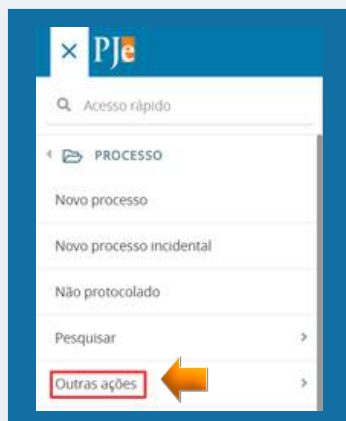 PJe
Acesso rápido
PROCESSO
Novo processo
Novo processo incidental
Não protocolado
Pesquisar
Outras ações